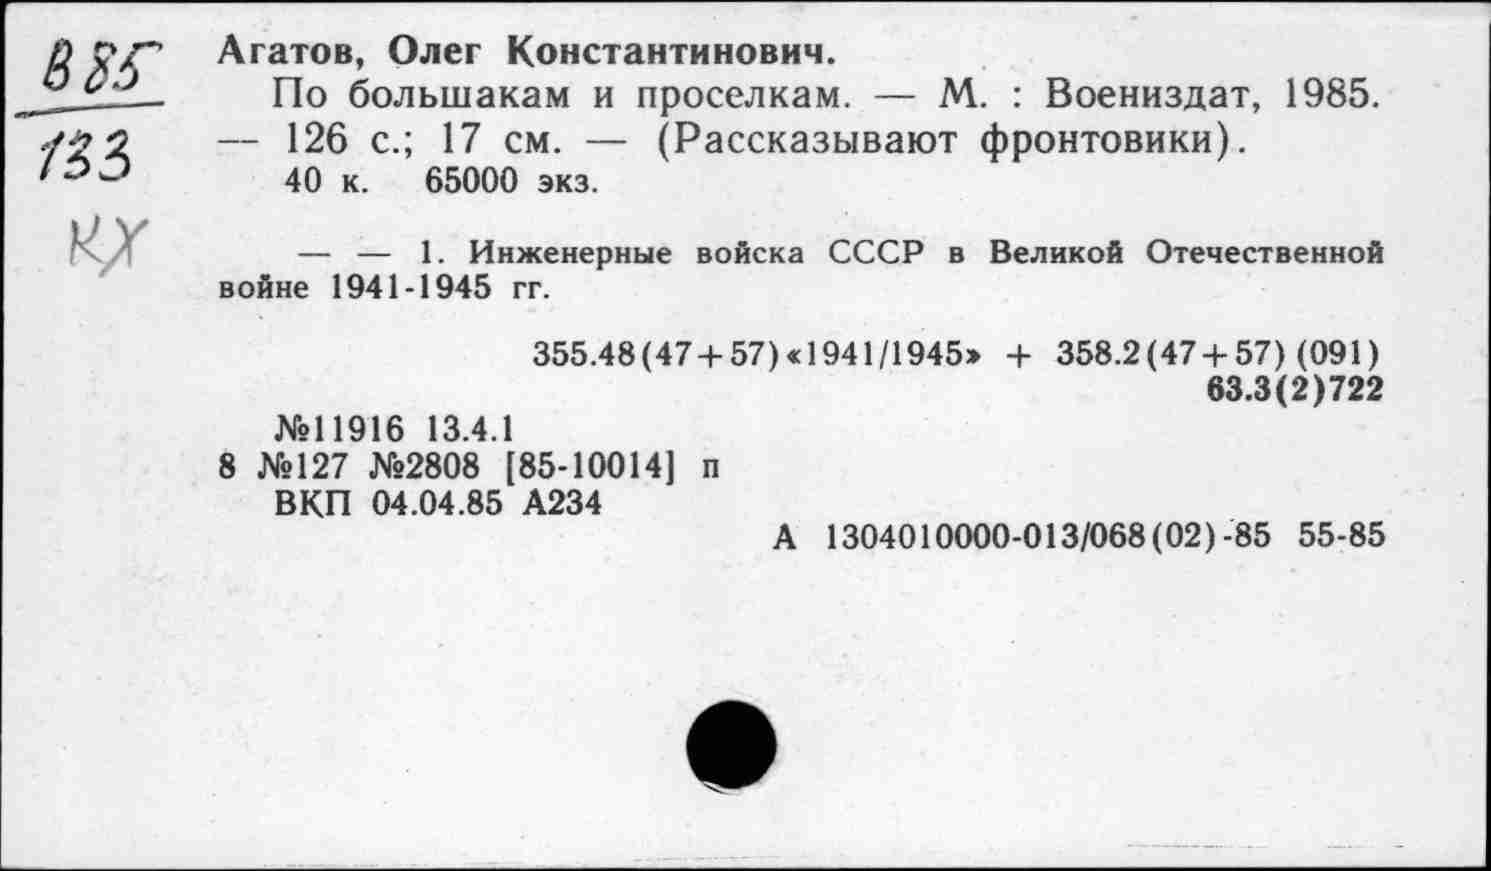 В 85
133
КХ
Агатов, Олег Константинович.
По большакам и проселкам. — М. : Воениздат, 1985.
— 126 с.; 17 см. — (Рассказывают фронтовики).
40 к. 65000 экз.
— — 1. Инженерные войска СССР в Великой Отечественной
войне 1941-1945 гг.
355.48(47+57)«1941/1945» + 358.2(47+57)(091)
63.3(2)722
№11916 13.4.1
8 №127 №2808 [85-10014] п
ВКП 04.04.85 А234
А 1304010000-013/068(02)-85 55-85